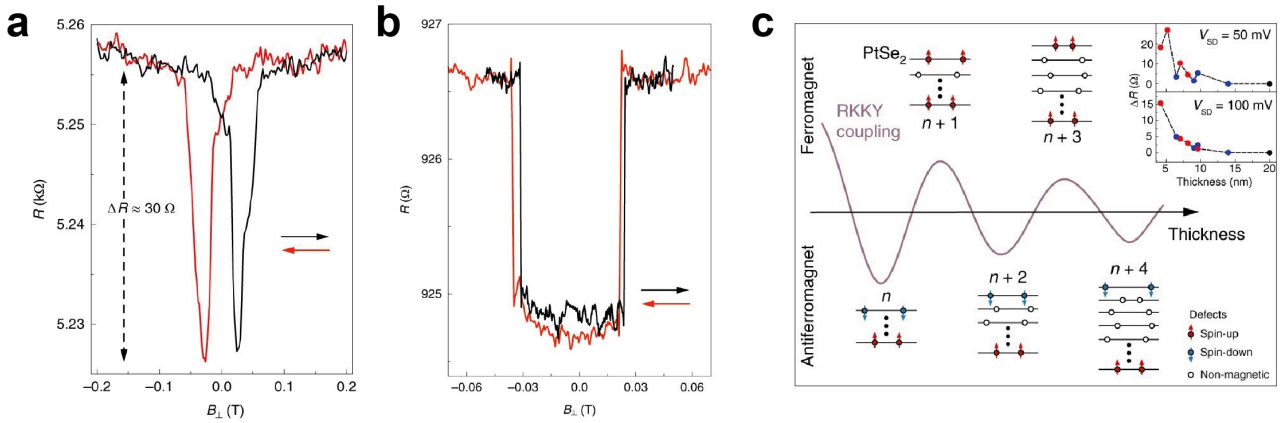 a
5.26
5.25
5.24
5.23
R (kΩ)
ΔR ≈ 30 Ω
−0.2
−0.1
0.0
0.1
0.2
B⊥ (T)
b
927
926
925
R (Ω)
−0.06
−0.03
0.0
0.03
0.06
B⊥ (T)
c
Ferromagnet
Antiferromagnet
PtSe2
RKKY
coupling
n + 1
n + 3
Thickness
n
n + 2
n + 4
Defects
Spin-up
Spin-down
Non-magnetic
VSD = 50 mV
20
10
0
ΔR (Ω)
VSD = 100 mV
15
10
5
0
5
10
15
20
Thickness (nm)